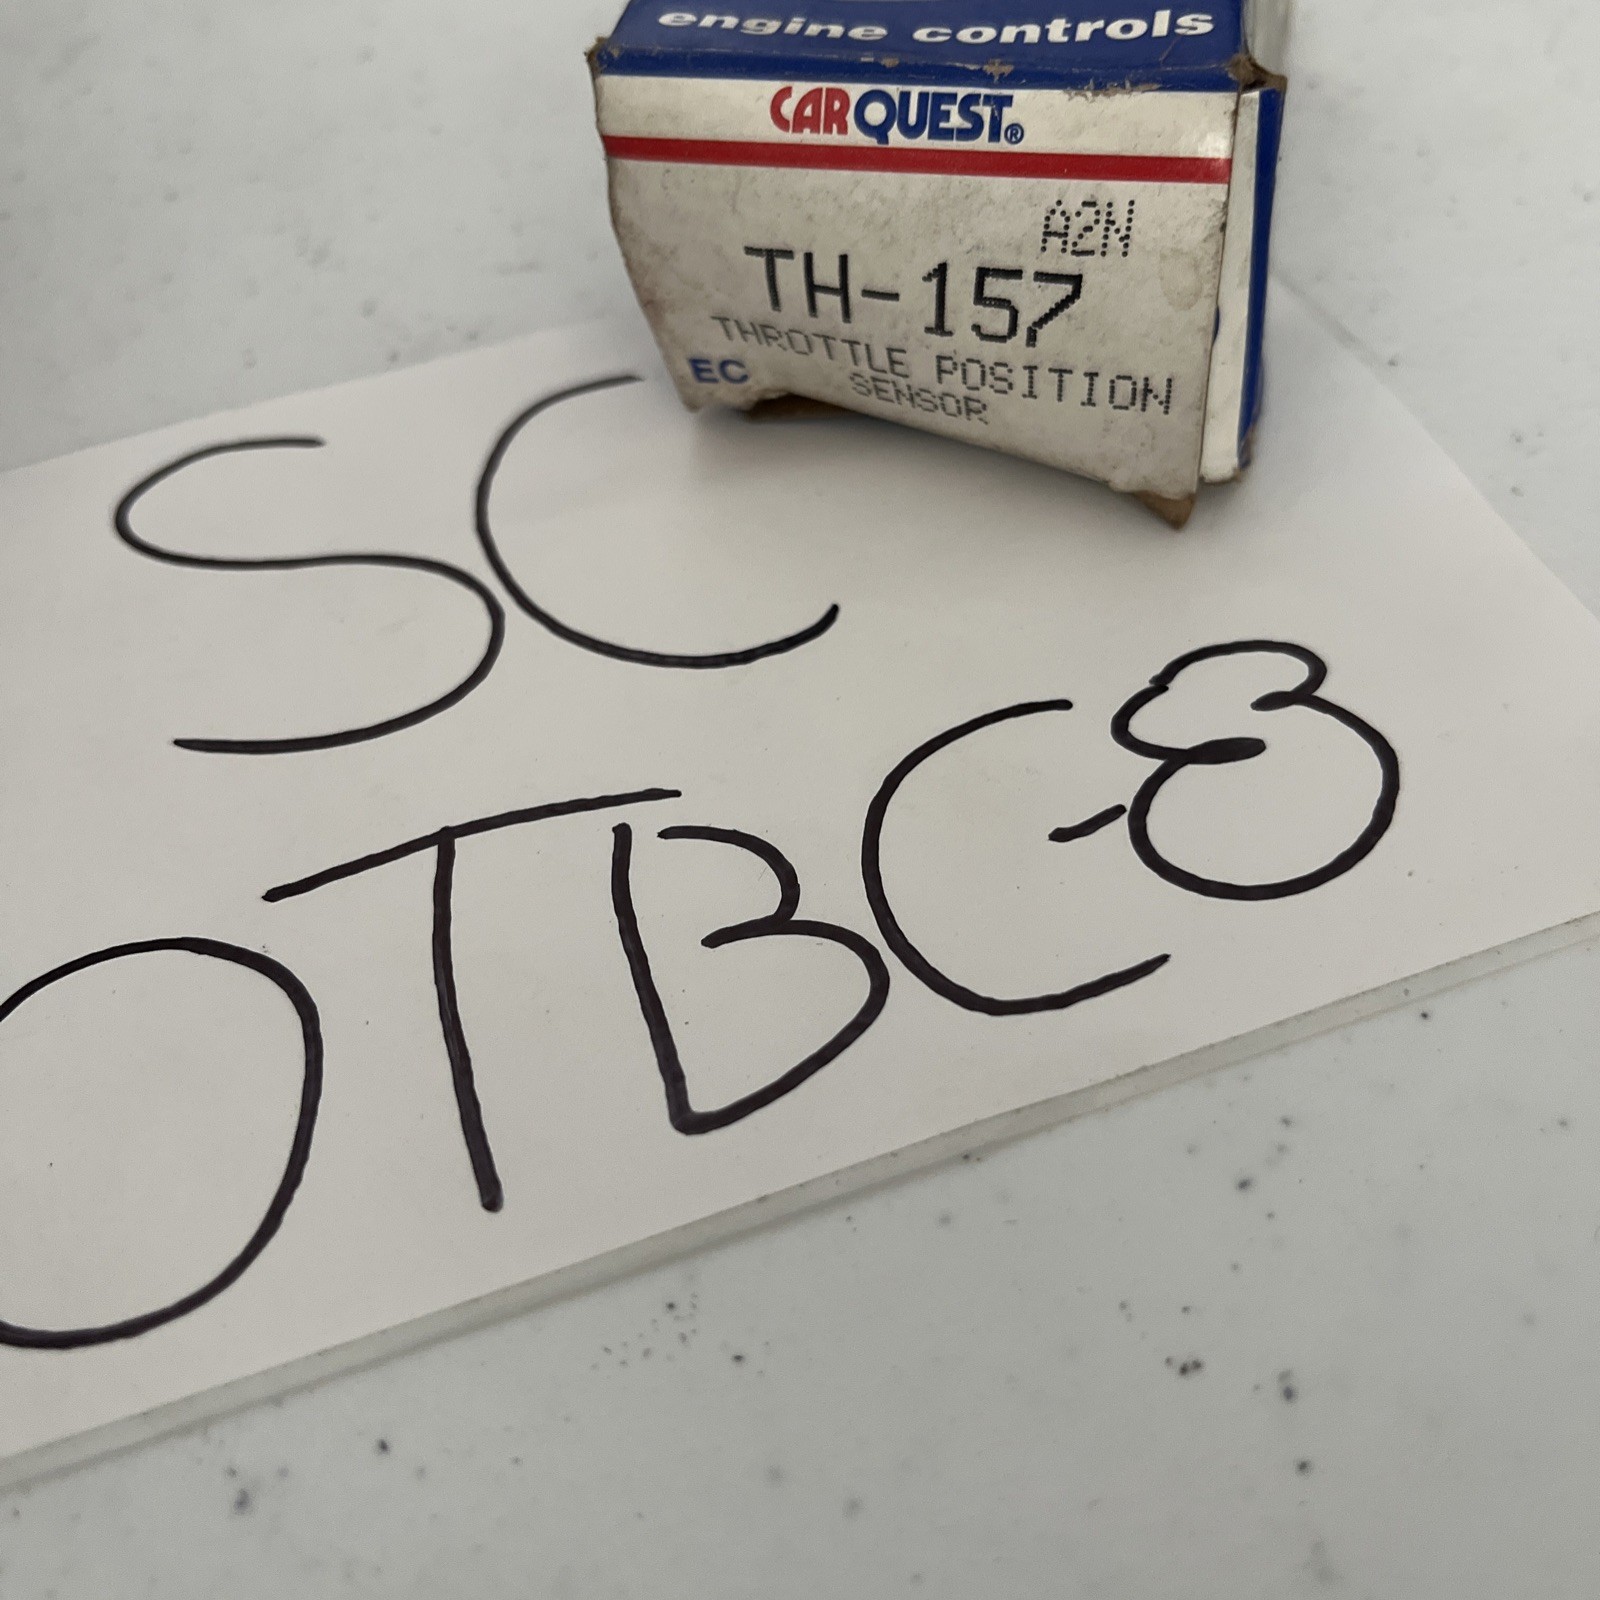 engine controls
CARQUEST®
A2N
TH-157
THROTTLE POSITION
SENSOR
EC
SC
OTBC-8